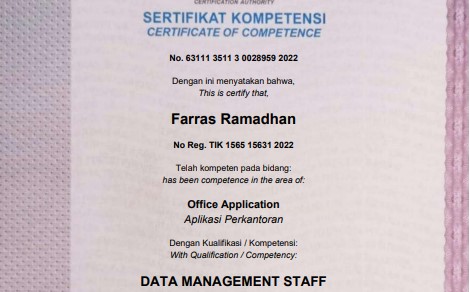 CERTIFICATION AUTHORITY
SERTIFIKAT KOMPETENSI
CERTIFICATE OF COMPETENCE
No. 63111 3511 3 0028959 2022
Dengan ini menyatakan bahwa,
This is certify that,
Farras Ramadhan
No Reg. TIK 1565 15631 2022
Telah kompeten pada bidang:
has been competence in the area of:
Office Application
Aplikasi Perkantoran
Dengan Kualifikasi / Kompetensi:
With Qualification / Competency:
DATA MANAGEMENT STAFF